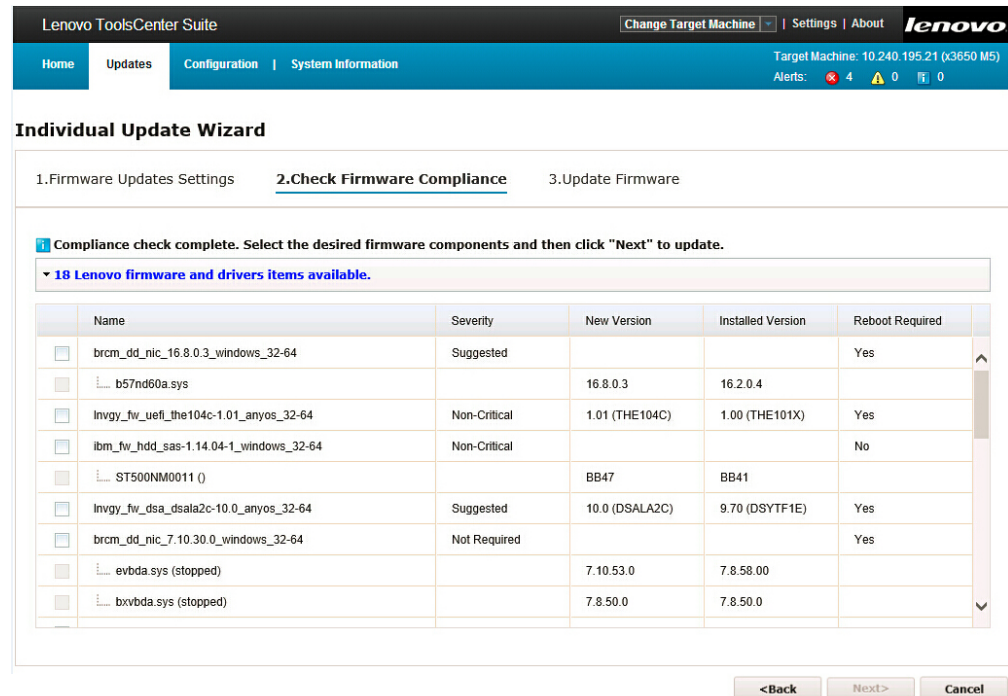 Lenovo ToolsCenter Suite
Change Target Machine | Settings | About
lenovo
Home Updates Configuration | System Information
Target Machine: 10.240.195.21 (x3650 M5)
Alerts: 4 0 0
Individual Update Wizard
1.Firmware Updates Settings 2.Check Firmware Compliance 3.Update Firmware
Compliance check complete. Select the desired firmware components and then click "Next" to update.
18 Lenovo firmware and drivers items available.
Name Severity New Version Installed Version Reboot Required
brcm_dd_nic_16.8.0.3_windows_32-64 Suggested Yes
b57nd60a.sys 16.8.0.3 16.2.0.4
lnvgy_fw_uefi_the104c-1.01_anyos_32-64 Non-Critical 1.01 (THE104C) 1.00 (THE101X) Yes
ibm_fw_hdd_sas-1.14.04-1_windows_32-64 Non-Critical No
ST500NM0011 () BB47 BB41
lnvgy_fw_dsa_dsala2c-10.0_anyos_32-64 Suggested 10.0 (DSALA2C) 9.70 (DSYTF1E) Yes
brcm_dd_nic_7.10.30.0_windows_32-64 Not Required Yes
evbda.sys (stopped) 7.10.53.0 7.8.58.00
bxvbda.sys (stopped) 7.8.50.0 7.8.50.0
<Back Next> Cancel